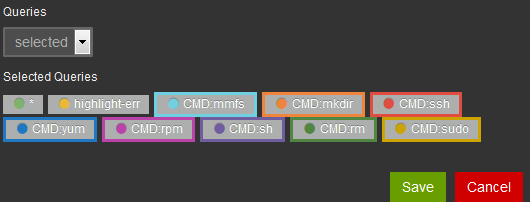 Queries
selected
Selected Queries
* highlight-err CMD:mmfs CMD:mkdir CMD:ssh
CMD:yum CMD:rpm CMD:sh CMD:rm CMD:sudo
Save Cancel